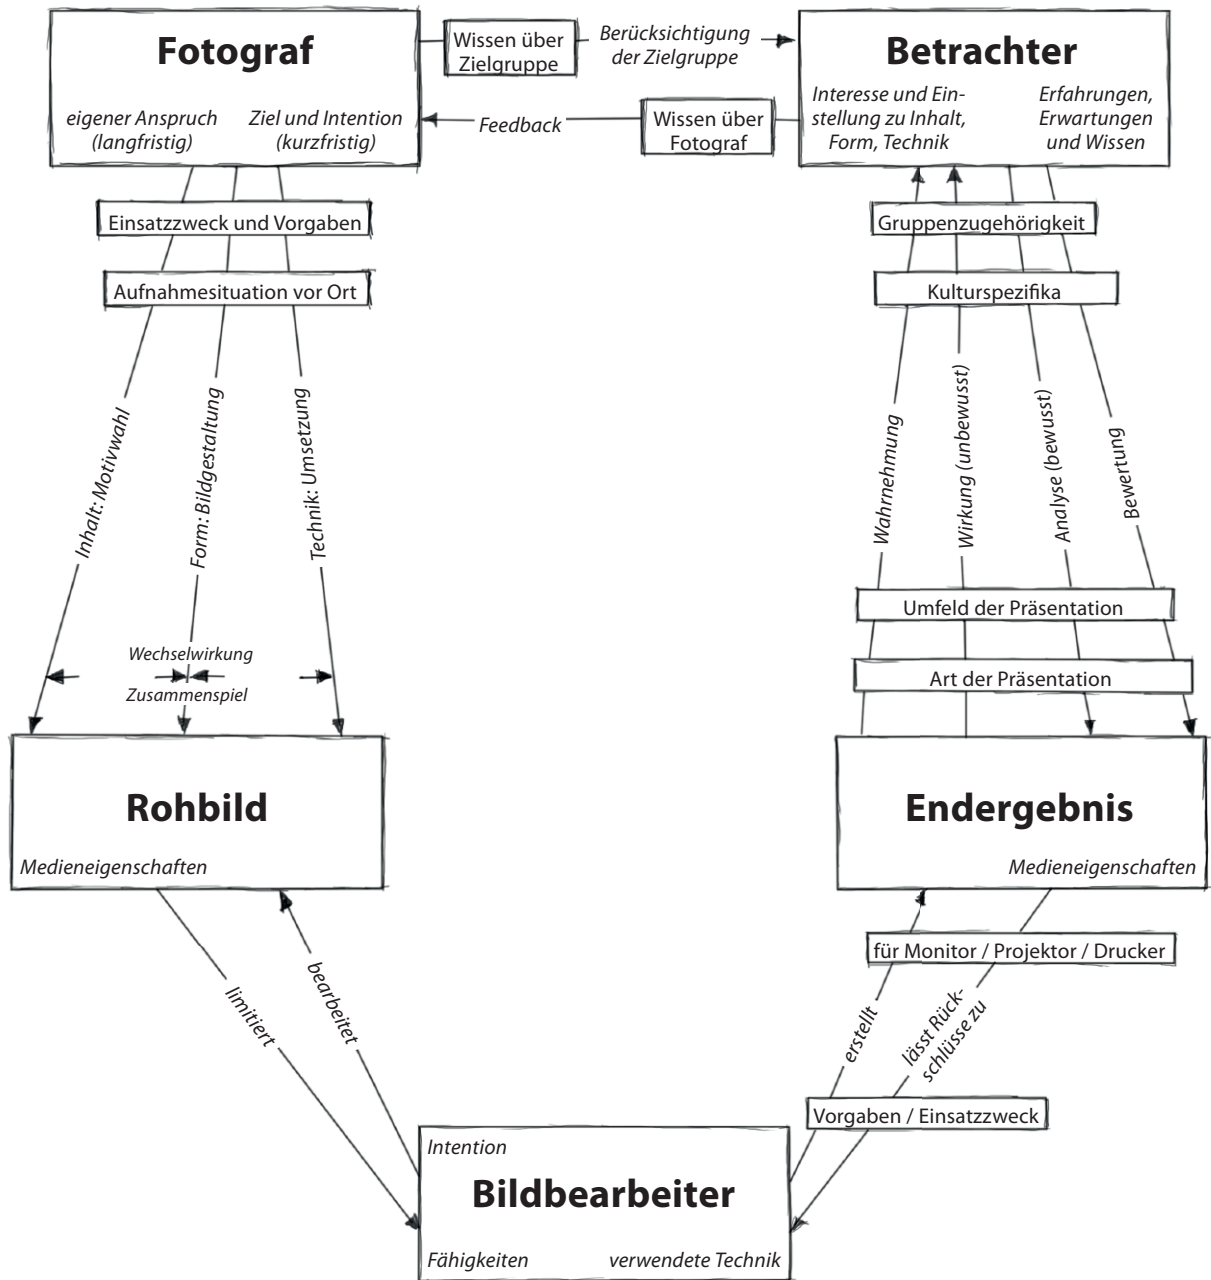 Fotograf
eigener Anspruch
(langfristig)
Ziel und Intention
(kurzfristig)
Wissen über
Zielgruppe
Berücksichtigung
der Zielgruppe
Feedback
Wissen über
Fotograf
Betrachter
Interesse und Ein-
stellung zu Inhalt,
Form, Technik
Erfahrungen,
Erwartungen
und Wissen
Einsatzzweck und Vorgaben
Aufnahmesituation vor Ort
Gruppenzugehörigkeit
Kulturspezifika
Inhalt: Motivwahl
Form: Bildgestaltung
Technik: Umsetzung
Wahrnehmung
Wirkung (unbewusst)
Analyse (bewusst)
Bewertung
Umfeld der Präsentation
Art der Präsentation
Wechselwirkung
Zusammenspiel
Rohbild
Medieneigenschaften
Endergebnis
Medieneigenschaften
limitiert
bearbeitet
für Monitor / Projektor / Drucker
erstellt
lässt Rück-
schlüsse zu
Vorgaben / Einsatzzweck
Intention
Bildbearbeiter
Fähigkeiten
verwendete Technik